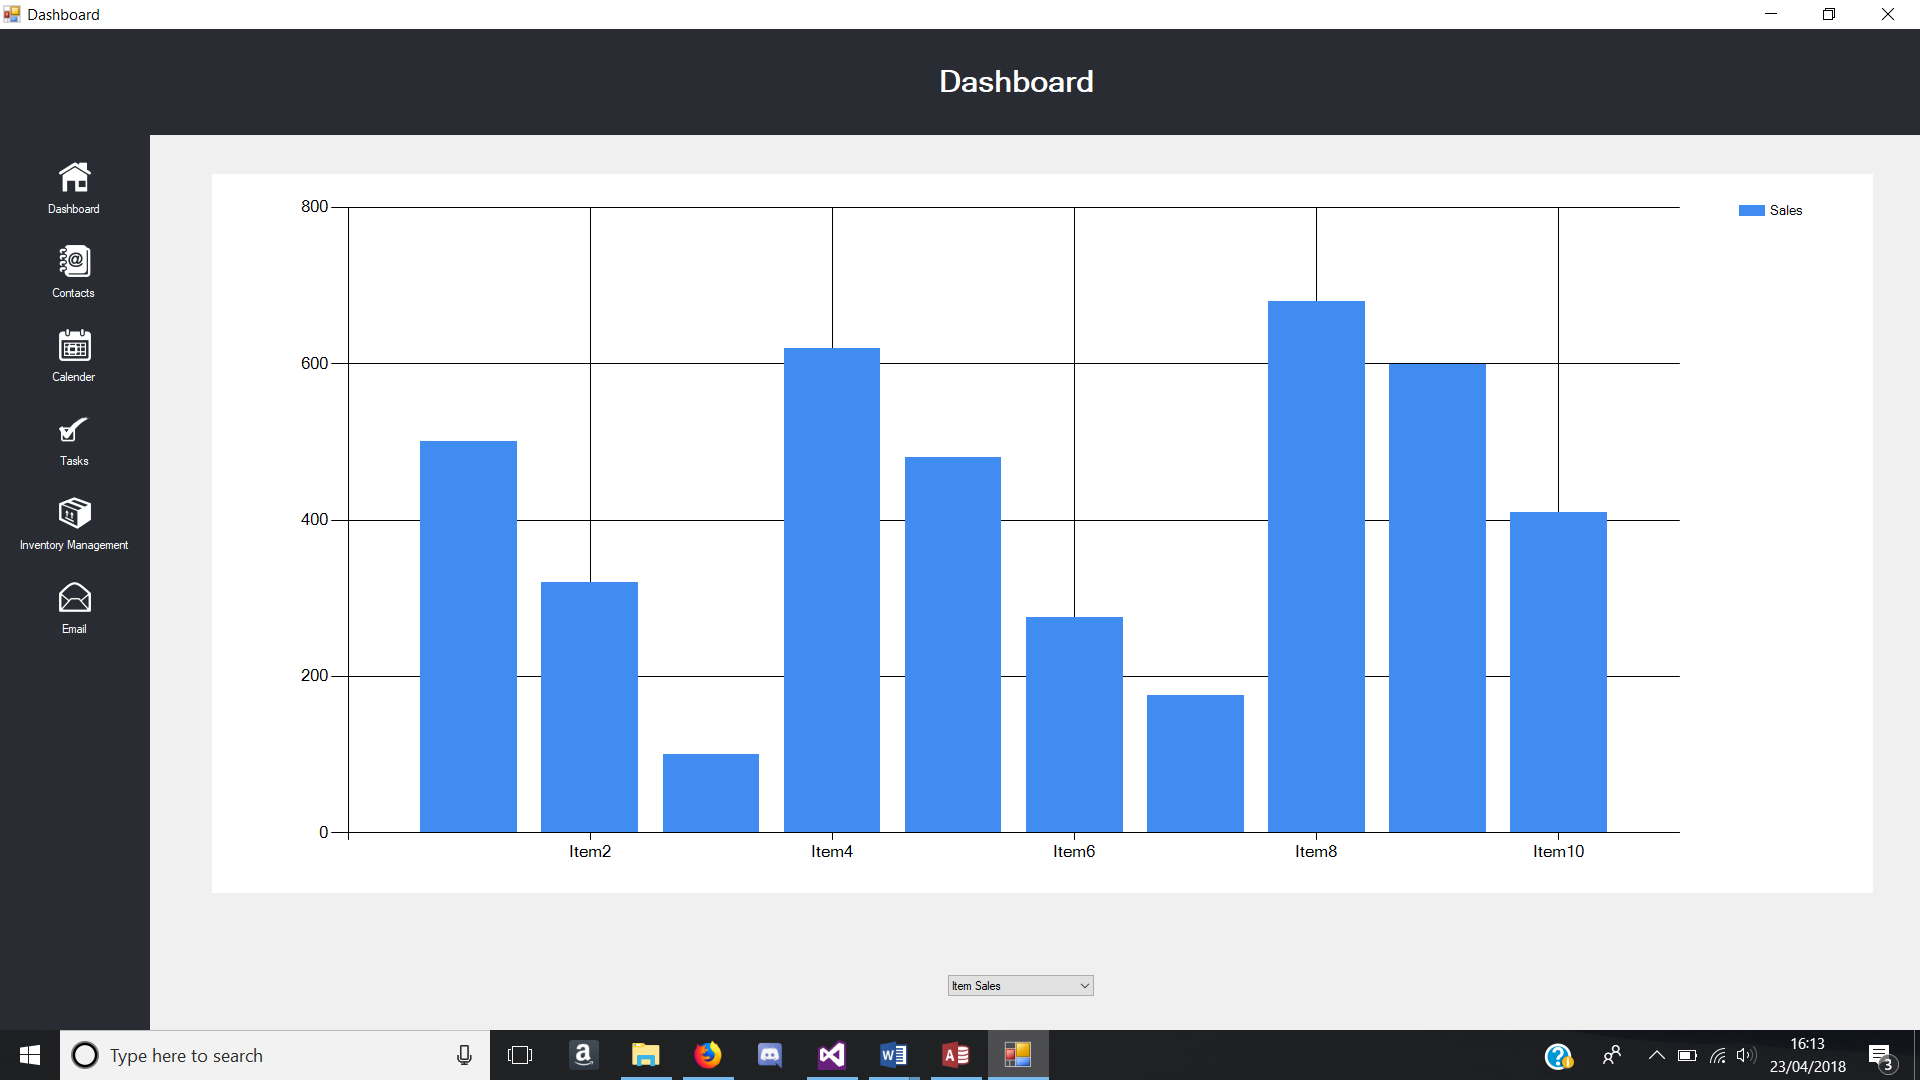 Dashboard
Dashboard
Dashboard
Contacts
Calender
Tasks
Inventory Management
Email
800
600
400
200
0
Item2
Item4
Item6
Item8
Item10
Sales
Item Sales
Type here to search
16:13
23/04/2018
3